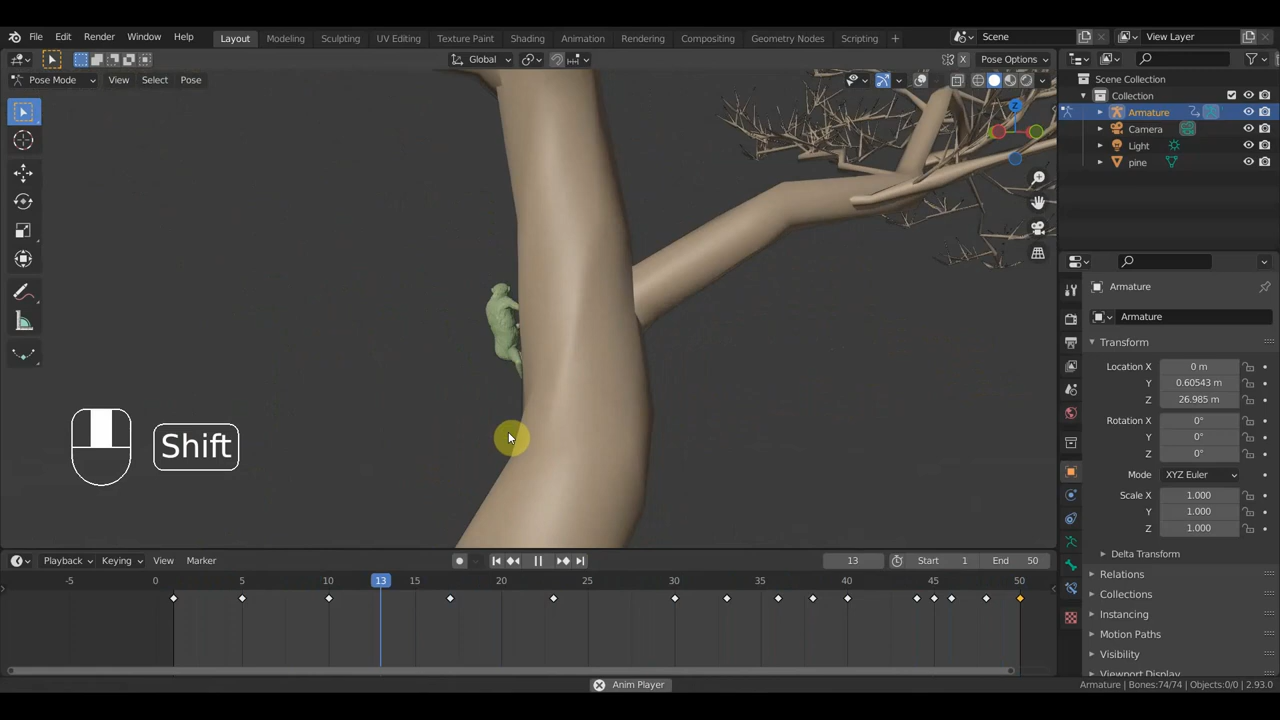 File Edit Render Window Help Layout Modeling Sculpting UV Editing Texture Paint Shading Animation Rendering Compositing Geometry Nodes Scripting + Scene View Layer
Global X Pose Options
Pose Mode View Select Pose
Scene Collection
Collection
Armature
Camera
Light
pine
Z
Armature
Armature
Transform
Location X 0 m
Y 0.60543 m
Z 26.985 m
Rotation X 0°
Y 0°
Z 0°
Mode XYZ Euler
Scale X 1.000
Y 1.000
Z 1.000
Delta Transform
Relations
Collections
Instancing
Motion Paths
Visibility
Viewport Display
Shift
Playback Keying View Marker 13 Start 1 End 50
-5 0 5 10 13 15 20 25 30 35 40 45 50
Anim Player
Armature | Bones:74/74 | Objects:0/0 | 2.93.0